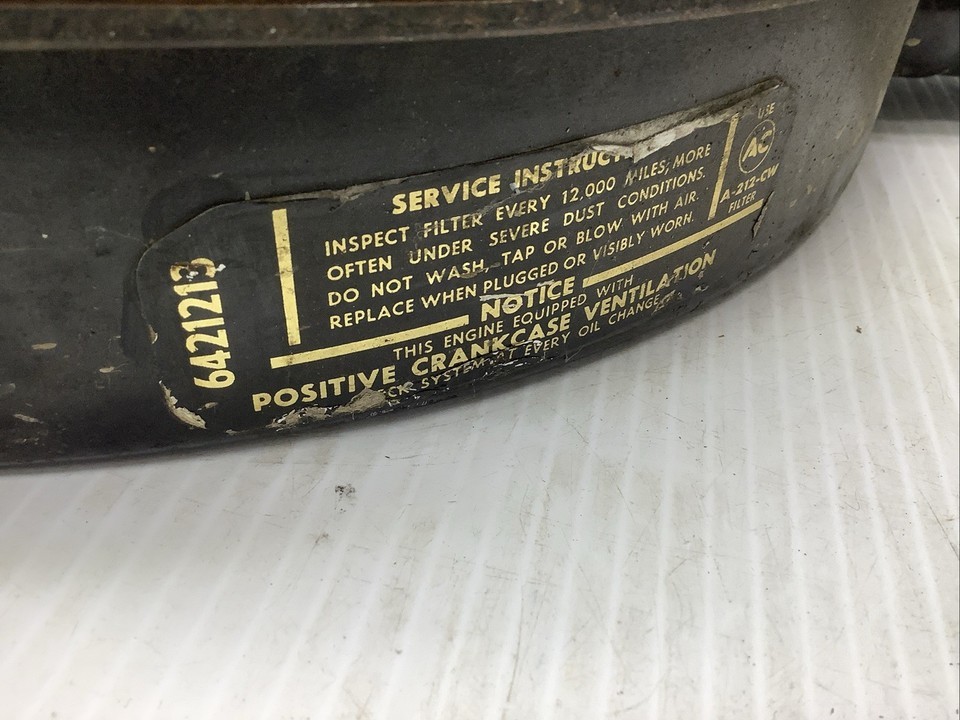 6421213
SERVICE INSTRUCT
INSPECT FILTER EVERY 12,000 MILES, MORE
OFTEN UNDER SEVERE DUST CONDITIONS.
DO NOT WASH, TAP OR BLOW WITH AIR.
REPLACE WHEN PLUGGED OR VISIBLY WORN.
USE
AC
A-212-CW
FILTER
NOTICE
THIS ENGINE EQUIPPED WITH
POSITIVE CRANKCASE VENTILATION
CK SYSTEM AT EVERY OIL CHANGE